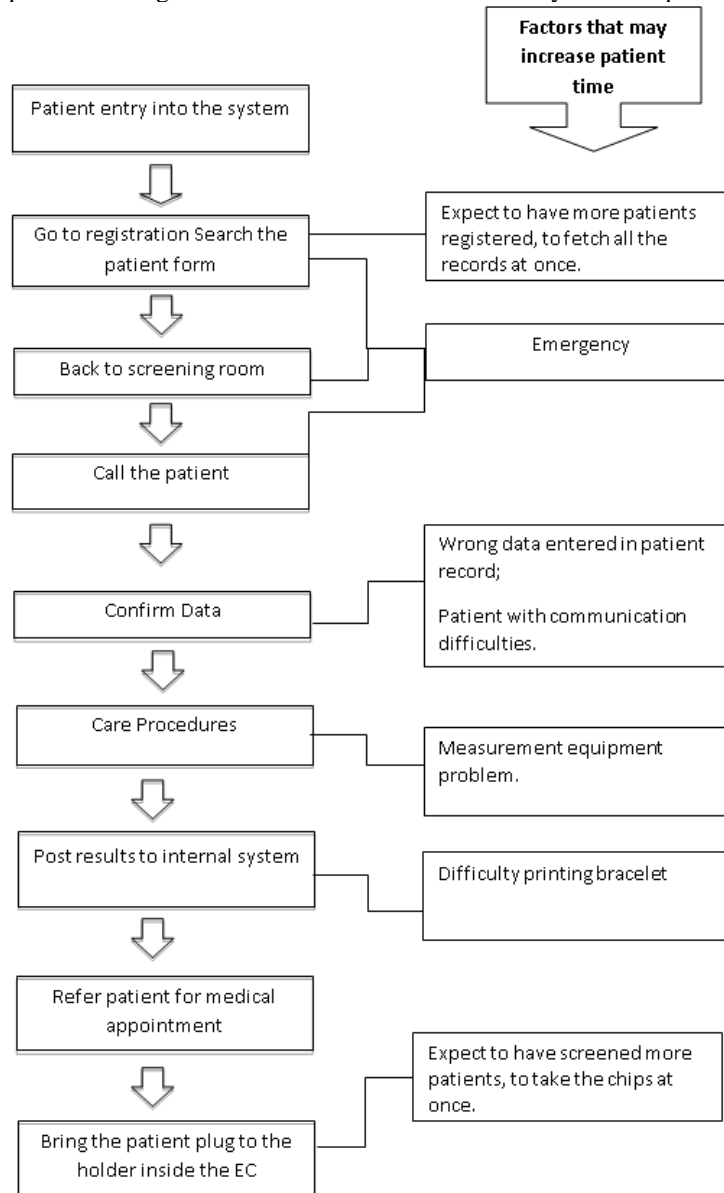 Factors that may
increase patient
time
Patient entry into the system
Go to registration Search the
patient form
Expect to have more patients
registered, to fetch all the
records at once.
Back to screening room
Emergency
Call the patient
Wrong data entered in patient
record;
Patient with communication
difficulties.
Confirm Data
Care Procedures
Measurement equipment
problem.
Post results to internal system
Difficulty printing bracelet
Refer patient for medical
appointment
Expect to have screened more
patients, to take the chips at
once.
Bring the patient plug to the
holder inside the EC